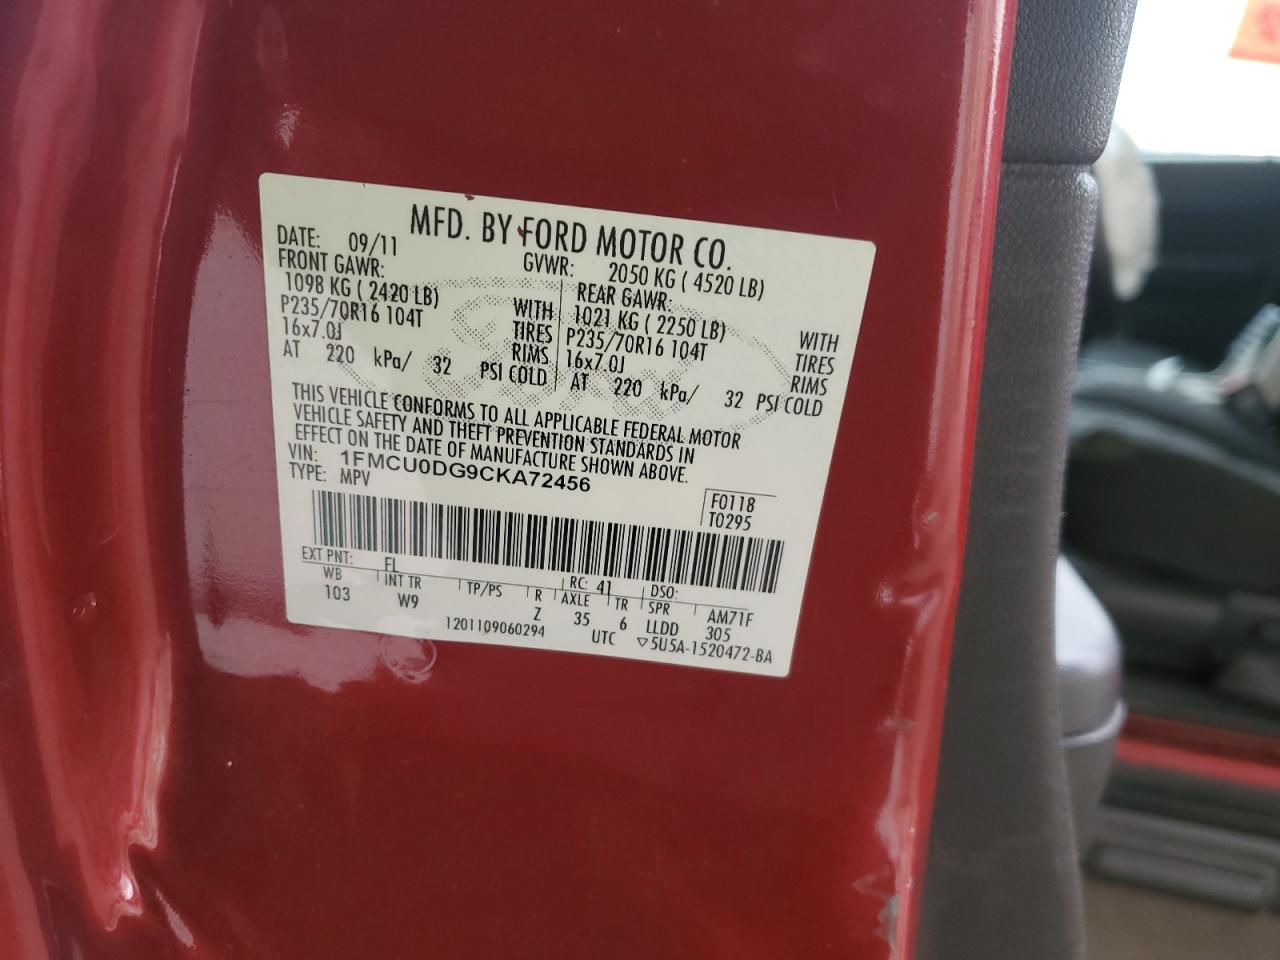 MFD. BY FORD MOTOR CO.
DATE: 09/11 GVWR: 2050 KG ( 4520 LB)
FRONT GAWR: REAR GAWR:
1098 KG ( 2420 LB) WITH 1021 KG ( 2250 LB) WITH
P235/70R16 104T TIRES P235/70R16 104T TIRES
16x7.0J RIMS 16x7.0J RIMS
AT 220 kPa/ 32 PSI COLD AT 220 kPa/ 32 PSI COLD
THIS VEHICLE CONFORMS TO ALL APPLICABLE FEDERAL MOTOR
VEHICLE SAFETY AND THEFT PREVENTION STANDARDS IN
EFFECT ON THE DATE OF MANUFACTURE SHOWN ABOVE.
VIN: 1FMCU0DG9CKA72456
TYPE: MPV
F0118
T0295
EXT PNT: FL RC: 41 DSO:
WB INT TR TP/PS R AXLE TR SPR AM71F
103 W9 Z 35 6 LLDD 305
1201109060294 UTC ▽5U5A-1520472-BA